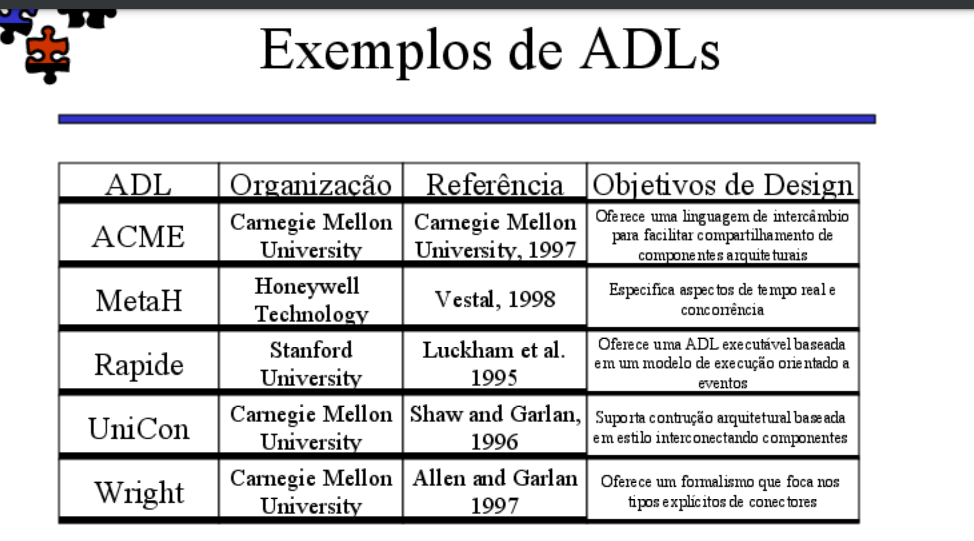 Exemplos de ADLs
ADL Organização Referência Objetivos de Design
ACME
Carnegie Mellon
University
Carnegie Mellon
University, 1997
Oferece uma linguagem de intercâmbio
para facilitar compartilhamento de
componentes arquiteturais
MetaH
Honeywell
Technology
Vestal, 1998
Especifica aspectos de tempo real e
concorrência
Rapide
Stanford
University
Luckham et al.
1995
Oferece uma ADL executável baseada
em um modelo de execução orientado a
eventos
UniCon
Carnegie Mellon
University
Shaw and Garlan,
1996
Suporta contrução arquitetural baseada
em estilo interconectando componentes
Wright
Carnegie Mellon
University
Allen and Garlan
1997
Oferece um formalismo que foca nos
tipos explícitos de conectores